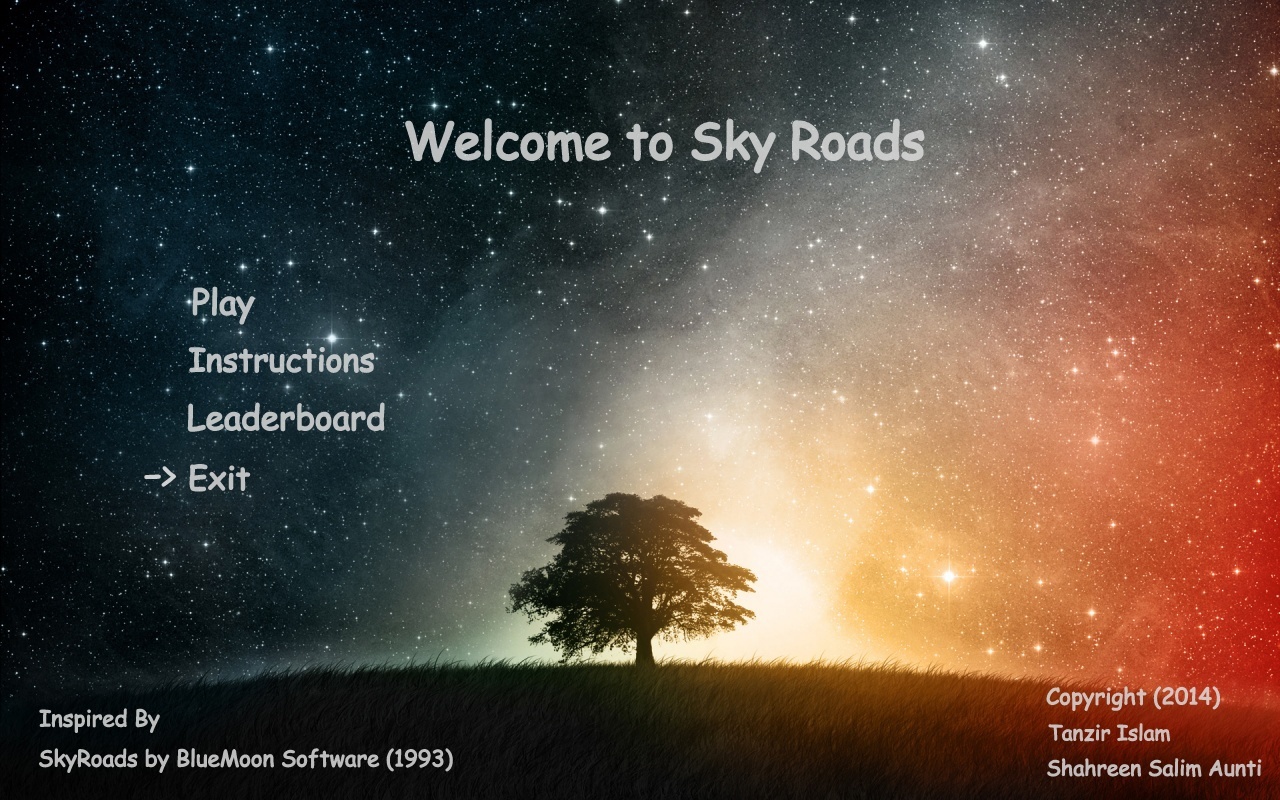 Welcome to Sky Roads
Play
Instructions
Leaderboard
-> Exit
Inspired By
SkyRoads by BlueMoon Software (1993)
Copyright (2014)
Tanzir Islam
Shahreen Salim Aunti